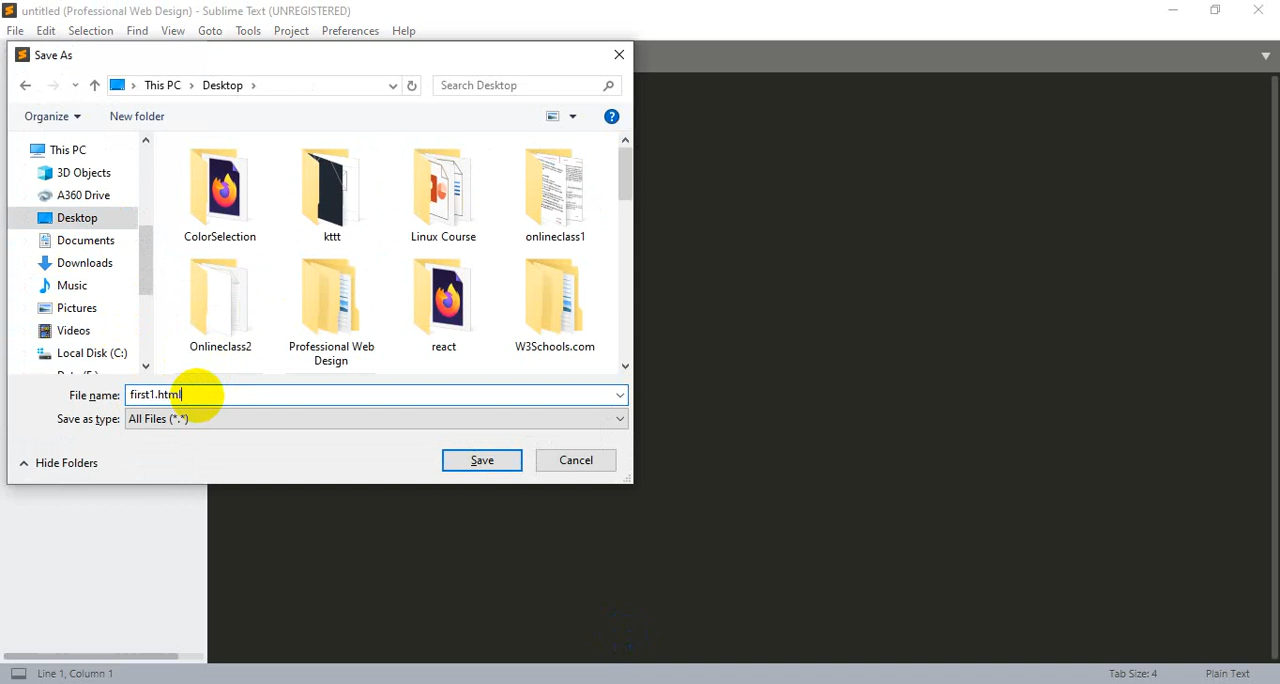 untitled (Professional Web Design) - Sublime Text (UNREGISTERED)
File Edit Selection Find View Goto Tools Project Preferences Help
Save As
This PC > Desktop >
Search Desktop
Organize
New folder
This PC
3D Objects
A360 Drive
Desktop
Documents
Downloads
Music
Pictures
Videos
Local Disk (C:)
ColorSelection
kttt
Linux Course
onlineclass1
Onlineclass2
Professional Web
Design
react
W3Schools.com
File name: first1.html
Save as type: All Files (*.*)
Hide Folders
Save
Cancel
Line 1, Column 1
Tab Size: 4
Plain Text